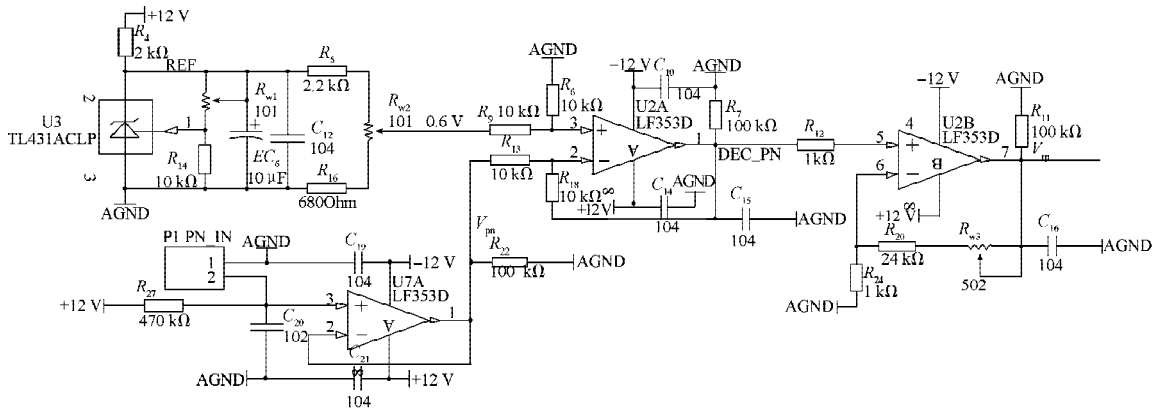 +12 V
R4
2 kΩ
REF
R5
2.2 kΩ
U3
TL431ACLP
2
1
3
Rw1
101
R14
10 kΩ
EC6
10 μF
C12
104
R16
680Ohm
AGND
Rw2
101
0.6 V
R9
10 kΩ
AGND
R6
10 kΩ
R13
10 kΩ
R18
10 kΩ
−12 V
C10
104
AGND
U2A
LF353D
3
2
1
A
8
+12V
C14
104
AGND
R7
100 kΩ
DEC_PN
C15
104
AGND
R12
1kΩ
−12 V
4
U2B
LF353D
5
6
7
B
8
+12 V
AGND
R11
100 kΩ
R20
24 kΩ
Rw3
502
C16
104
AGND
R24
1 kΩ
AGND
P1 PN_IN
1
2
AGND
C19
104
−12 V
Vpn
R22
100 kΩ
AGND
U7A
LF353D
3
2
1
A
8
+12 V
R27
470 kΩ
C20
102
C21
104
AGND
+12 V